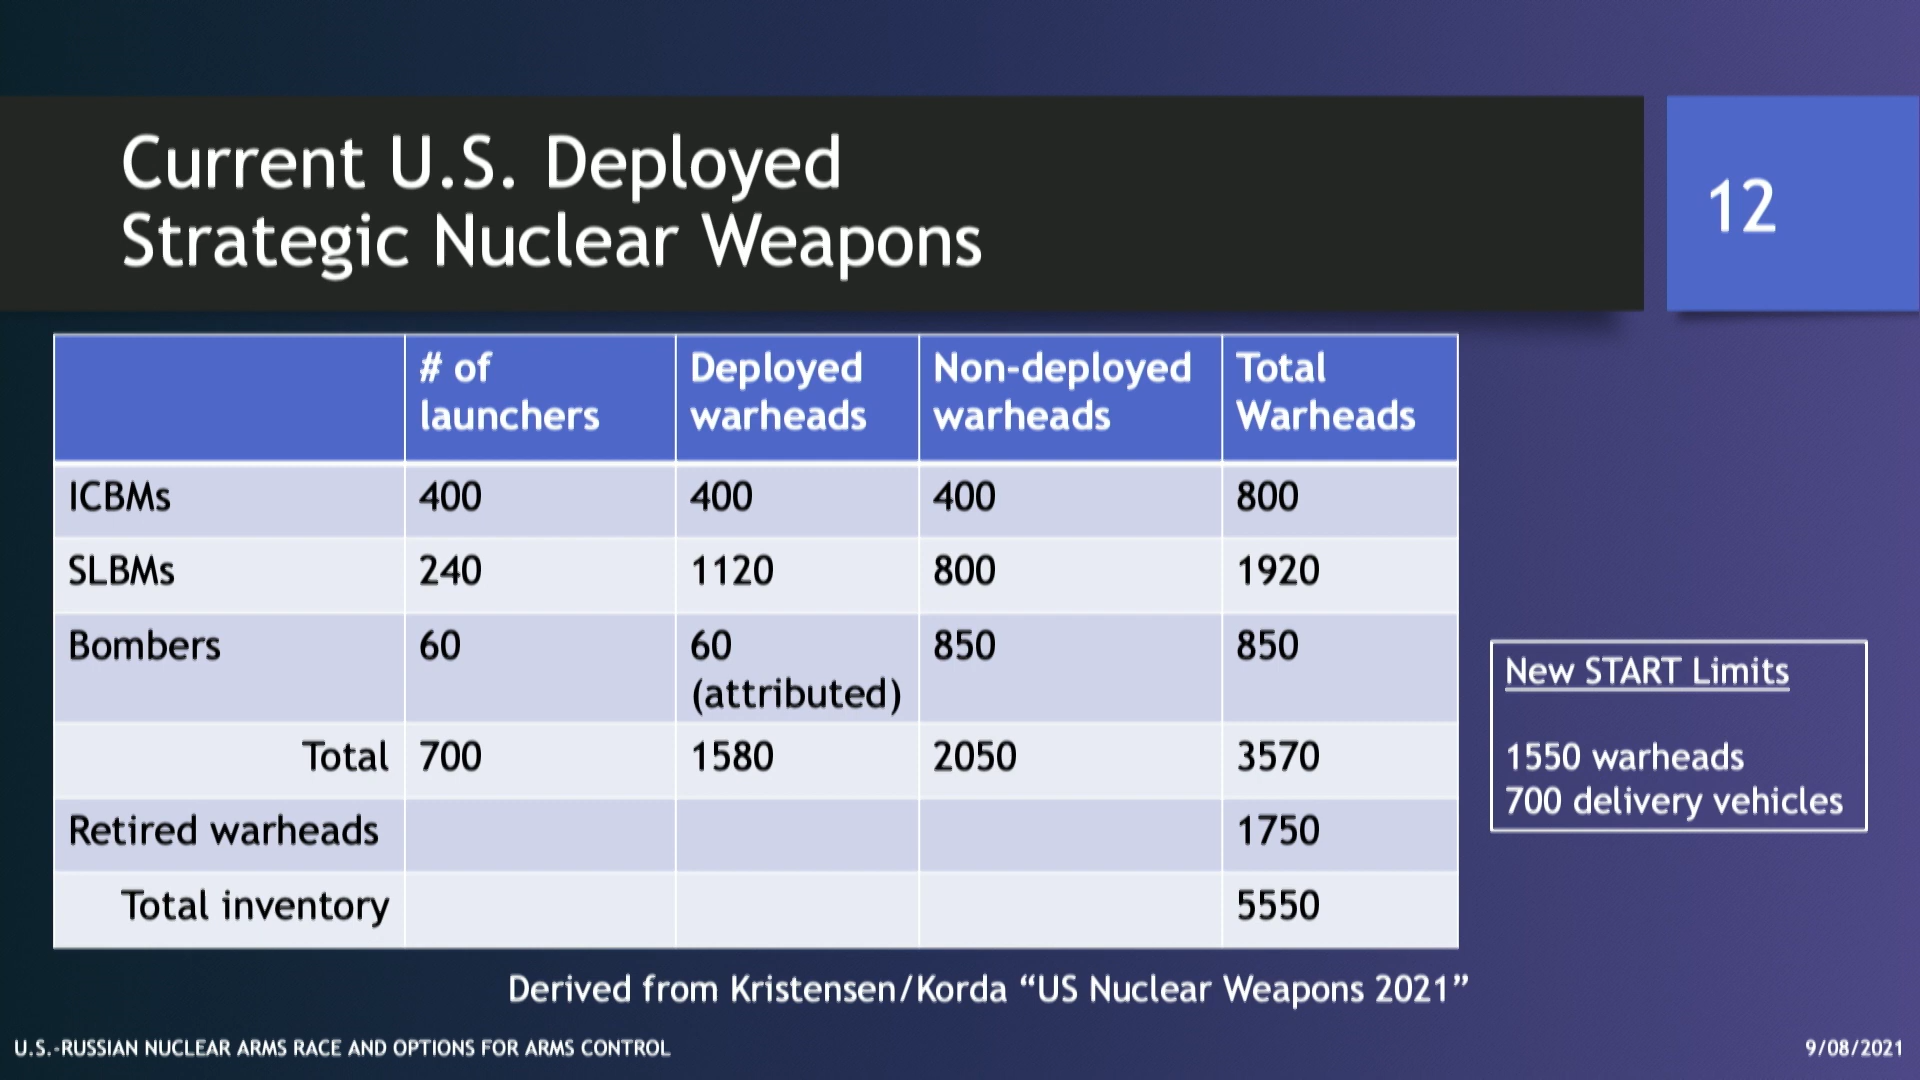 Current U.S. Deployed
Strategic Nuclear Weapons
12
# of launchers Deployed warheads Non-deployed warheads Total Warheads
ICBMs 400 400 400 800
SLBMs 240 1120 800 1920
Bombers 60 60 (attributed) 850 850
Total 700 1580 2050 3570
Retired warheads 1750
Total inventory 5550
New START Limits
1550 warheads
700 delivery vehicles
Derived from Kristensen/Korda “US Nuclear Weapons 2021”
U.S.-RUSSIAN NUCLEAR ARMS RACE AND OPTIONS FOR ARMS CONTROL
9/08/2021